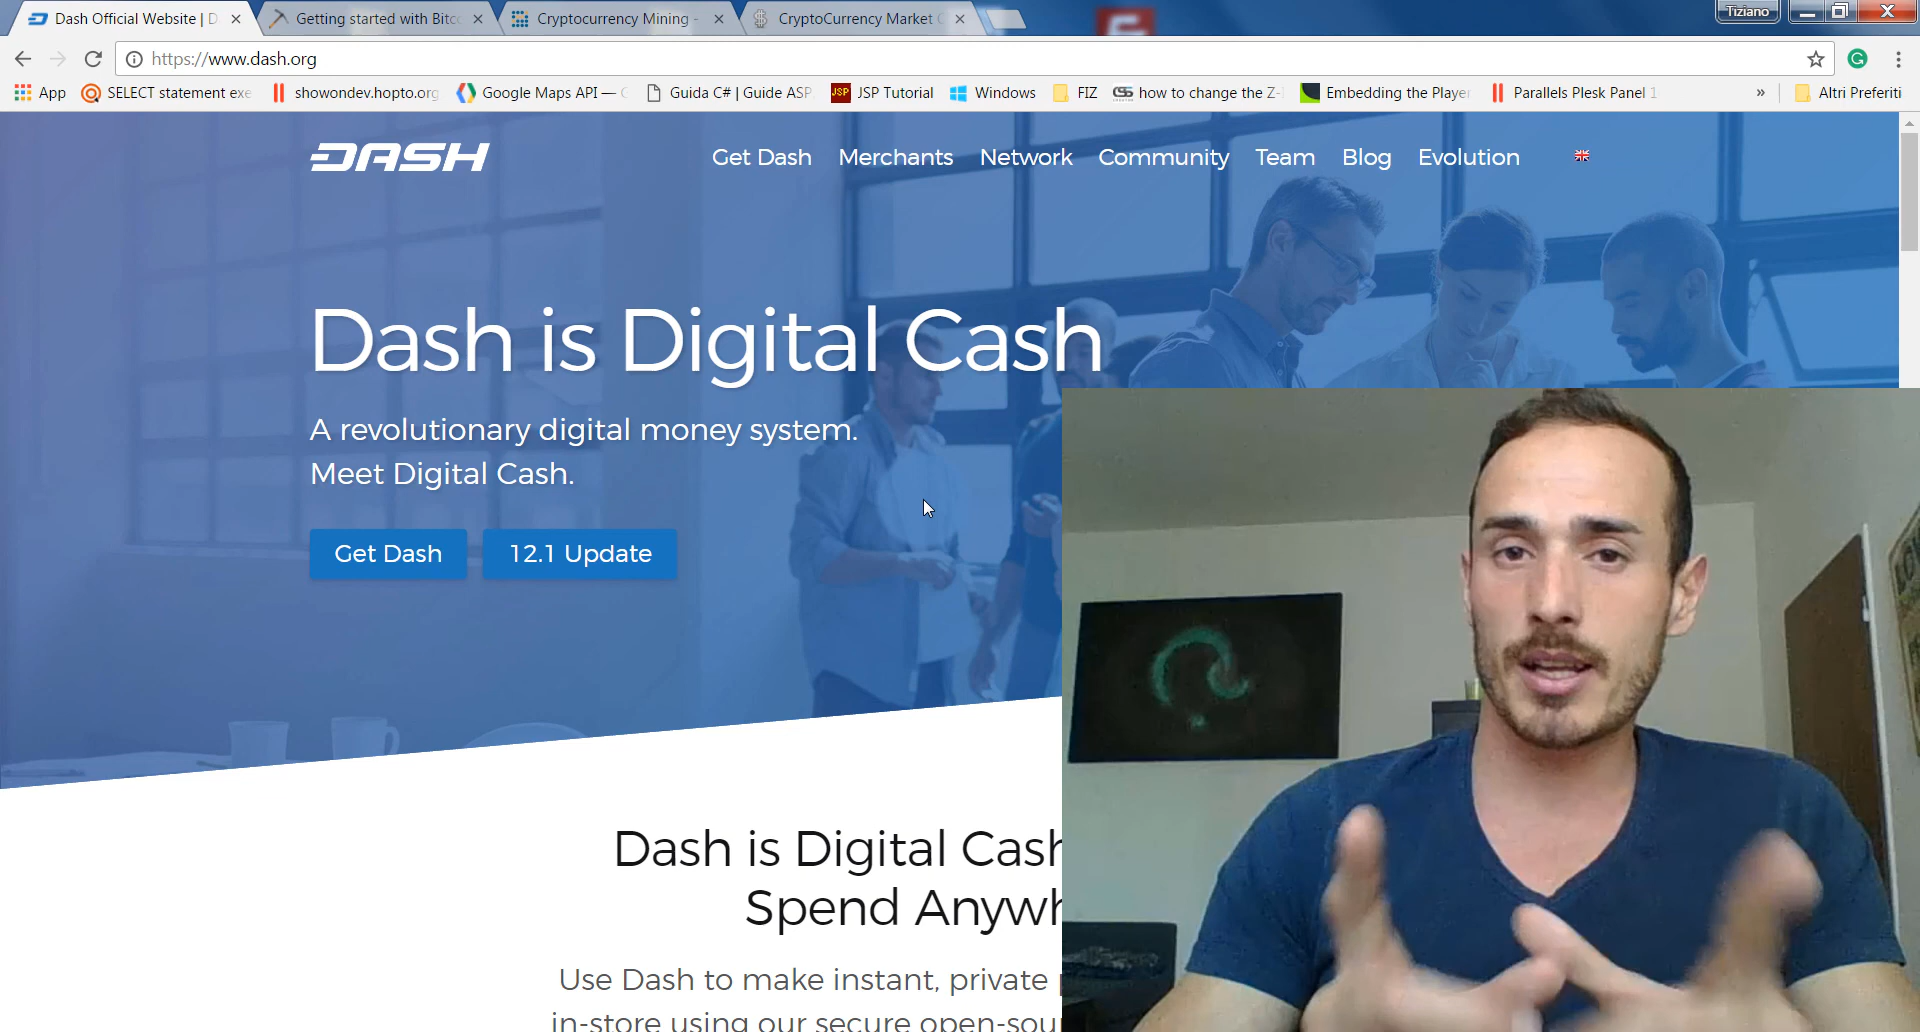 Dash Official Website | D
Getting started with Bitc
Cryptocurrency Mining -
CryptoCurrency Market C
Tiziano
https://www.dash.org
App
SELECT statement exe
showondev.hopto.org
Google Maps API — G
Guida C# | Guide ASP.
JSP
JSP Tutorial
Windows
FIZ
CSS
how to change the Z-
Embedding the Player
Parallels Plesk Panel 1
»
Altri Preferiti
DASH
Get Dash
Merchants
Network
Community
Team
Blog
Evolution
Dash is Digital Cash
A revolutionary digital money system.
Meet Digital Cash.
Get Dash
12.1 Update
Dash is Digital Cash
Spend Anywh
Use Dash to make instant, private p
in-store using our secure open-sou